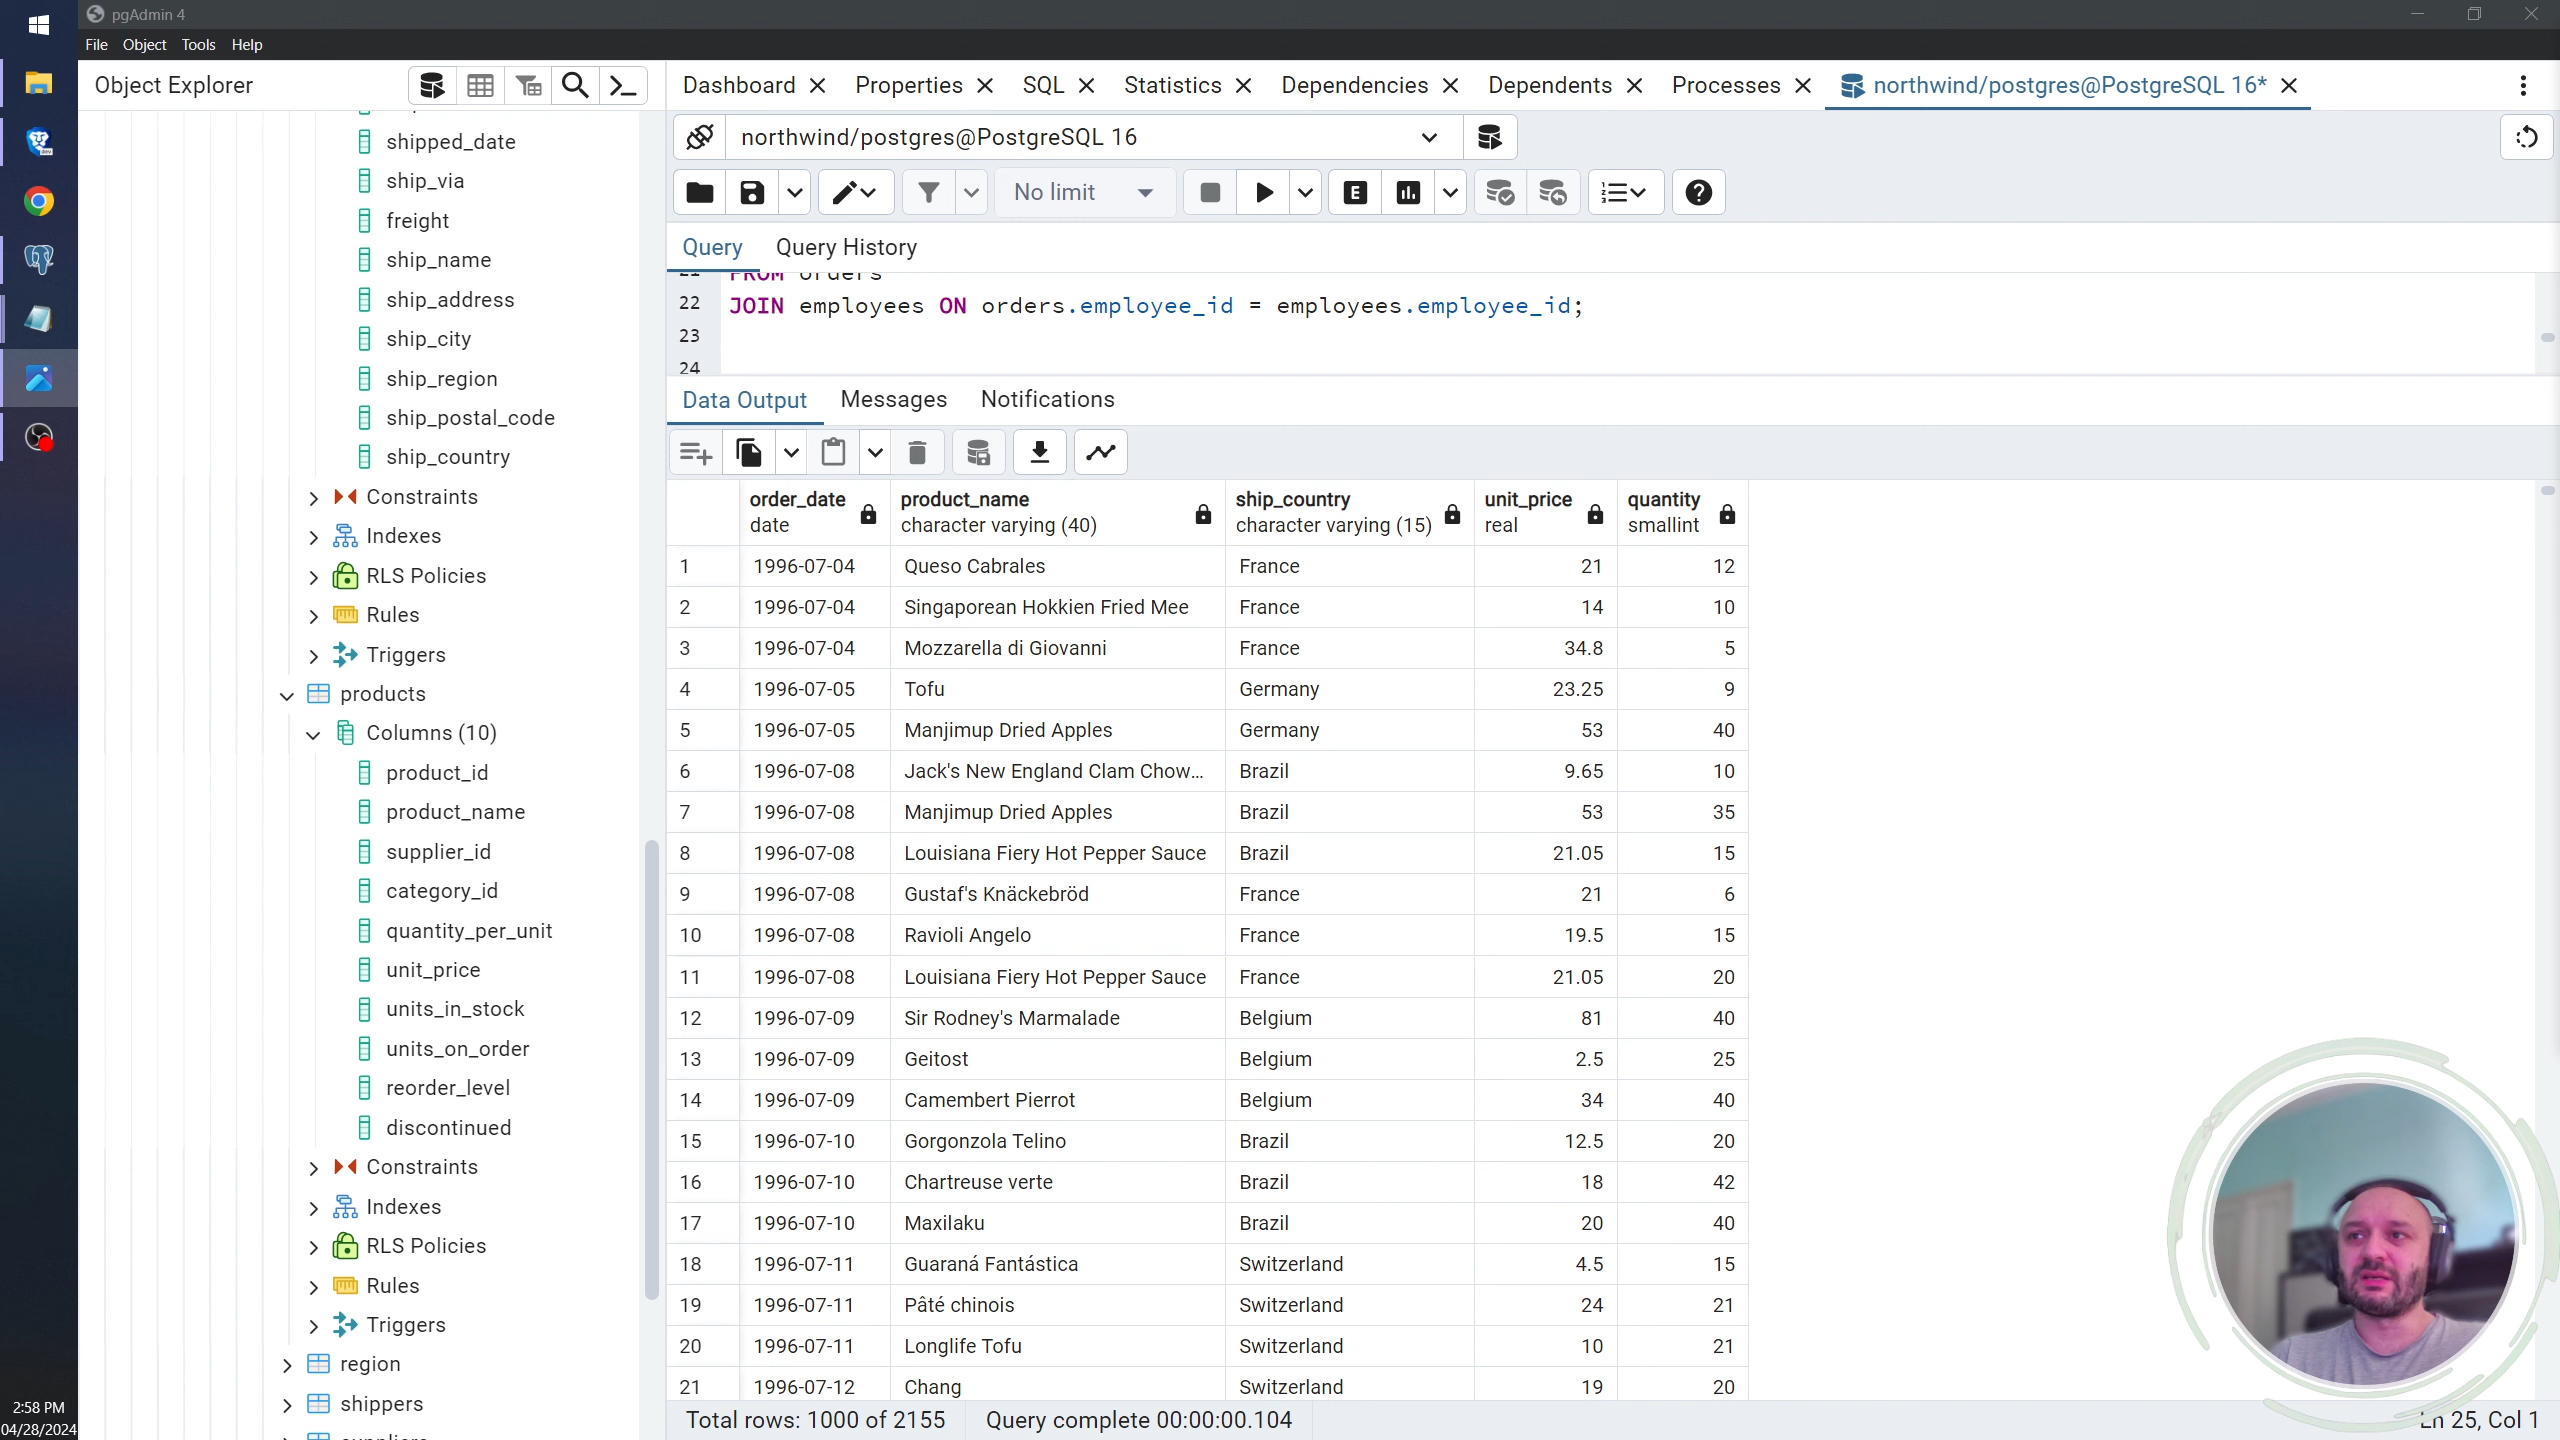 pgAdmin 4
File Object Tools Help
Object Explorer
Dashboard Properties SQL Statistics Dependencies Dependents Processes northwind/postgres@PostgreSQL 16*
northwind/postgres@PostgreSQL 16
No limit
E
Query Query History
21 FROM orders
22 JOIN employees ON orders.employee_id = employees.employee_id;
23
24
Data Output Messages Notifications
shipped_date
ship_via
freight
ship_name
ship_address
ship_city
ship_region
ship_postal_code
ship_country
Constraints
Indexes
RLS Policies
Rules
Triggers
products
Columns (10)
product_id
product_name
supplier_id
category_id
quantity_per_unit
unit_price
units_in_stock
units_on_order
reorder_level
discontinued
Constraints
Indexes
RLS Policies
Rules
Triggers
region
shippers
order_date product_name ship_country unit_price quantity
date character varying (40) character varying (15) real smallint
1 1996-07-04 Queso Cabrales France 21 12
2 1996-07-04 Singaporean Hokkien Fried Mee France 14 10
3 1996-07-04 Mozzarella di Giovanni France 34.8 5
4 1996-07-05 Tofu Germany 23.25 9
5 1996-07-05 Manjimup Dried Apples Germany 53 40
6 1996-07-08 Jack's New England Clam Chow... Brazil 9.65 10
7 1996-07-08 Manjimup Dried Apples Brazil 53 35
8 1996-07-08 Louisiana Fiery Hot Pepper Sauce Brazil 21.05 15
9 1996-07-08 Gustaf's Knäckebröd France 21 6
10 1996-07-08 Ravioli Angelo France 19.5 15
11 1996-07-08 Louisiana Fiery Hot Pepper Sauce France 21.05 20
12 1996-07-09 Sir Rodney's Marmalade Belgium 81 40
13 1996-07-09 Geitost Belgium 2.5 25
14 1996-07-09 Camembert Pierrot Belgium 34 40
15 1996-07-10 Gorgonzola Telino Brazil 12.5 20
16 1996-07-10 Chartreuse verte Brazil 18 42
17 1996-07-10 Maxilaku Brazil 20 40
18 1996-07-11 Guaraná Fantástica Switzerland 4.5 15
19 1996-07-11 Pâté chinois Switzerland 24 21
20 1996-07-11 Longlife Tofu Switzerland 10 21
21 1996-07-12 Chang Switzerland 19 20
Total rows: 1000 of 2155 Query complete 00:00:00.104 Ln 25, Col 1
2:58 PM
04/28/2024